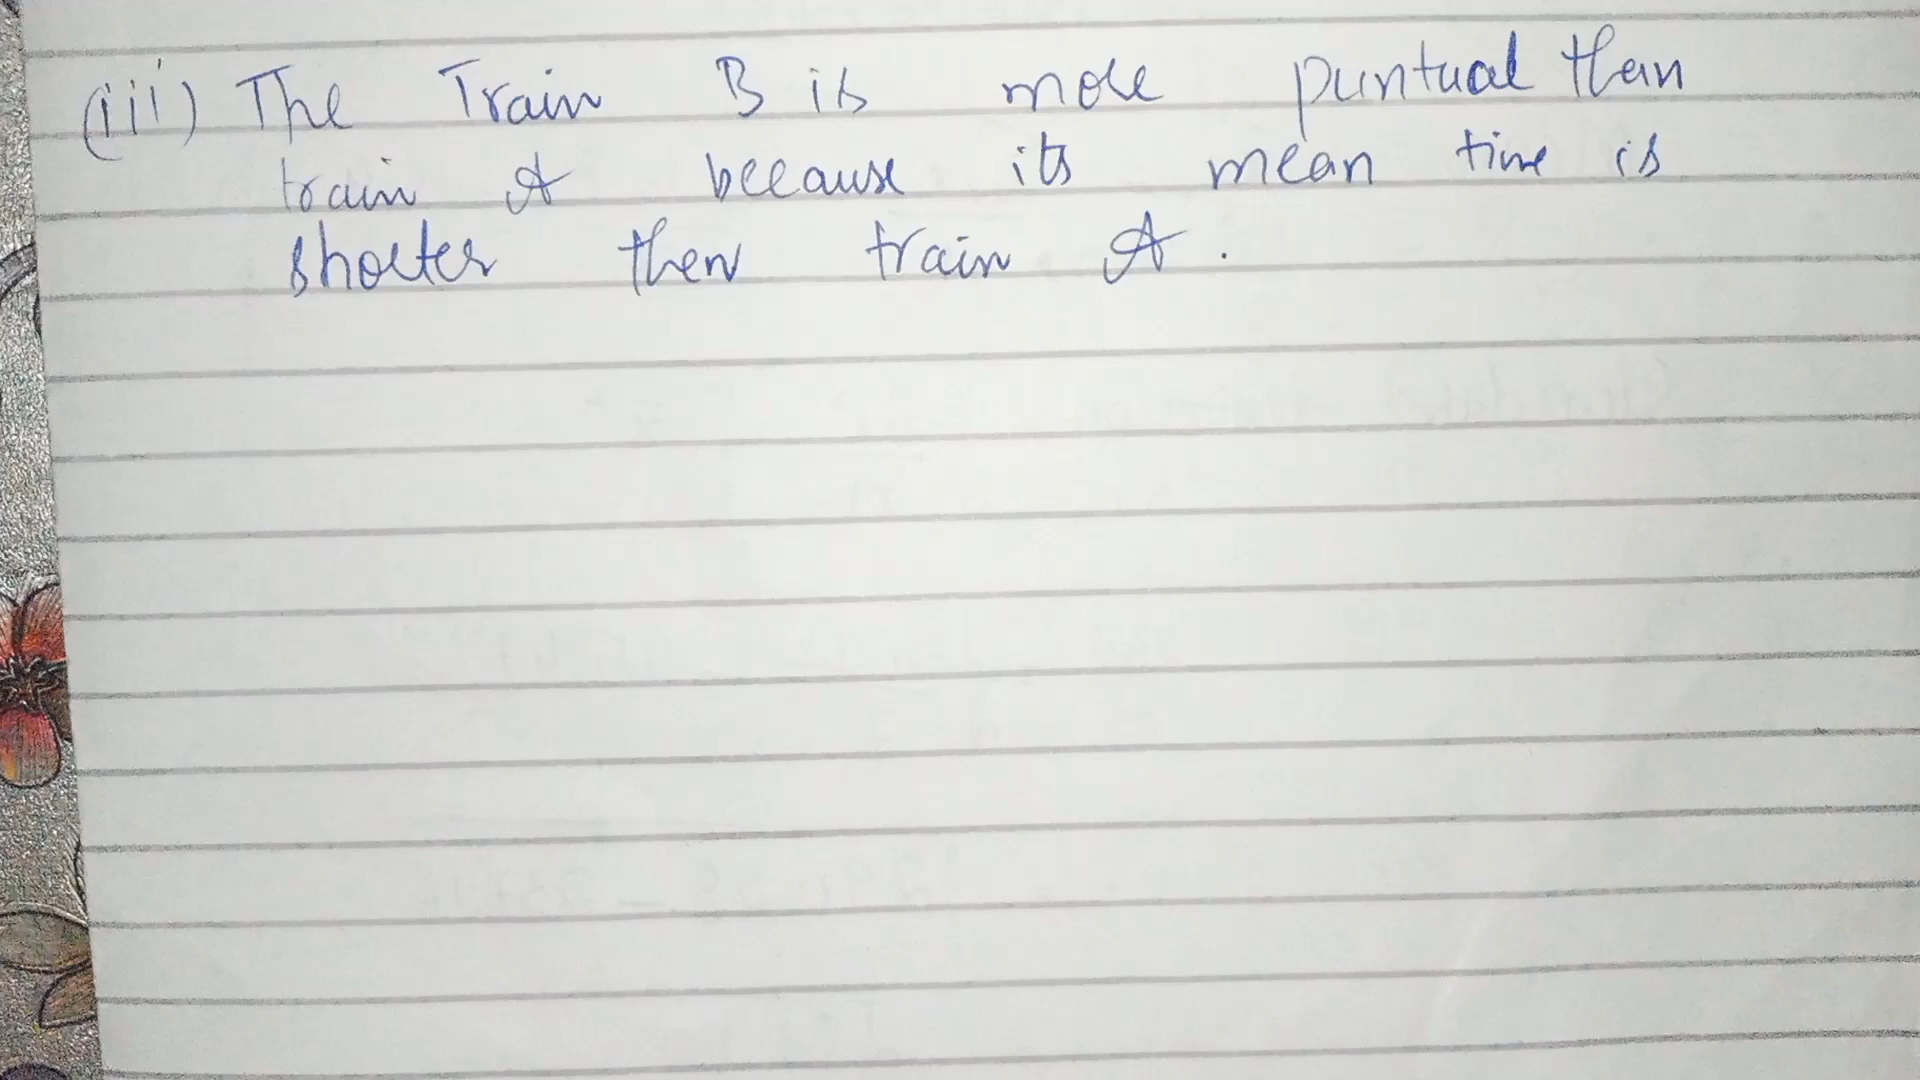 (iii) The Train B is more puntual than
train A because its mean time is
shorter then train A.